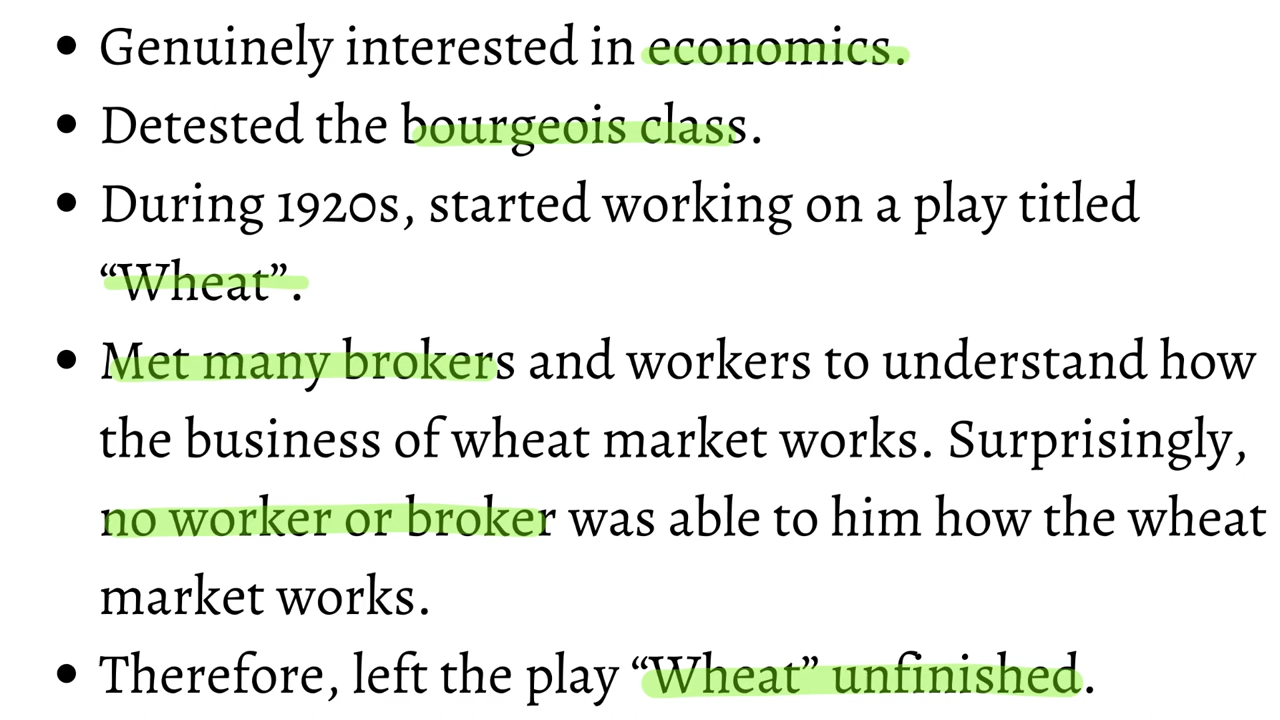 • Genuinely interested in economics.
• Detested the bourgeois class.
• During 1920s, started working on a play titled
“Wheat”.
• Met many brokers and workers to understand how
the business of wheat market works. Surprisingly,
no worker or broker was able to him how the wheat
market works.
• Therefore, left the play “Wheat” unfinished.